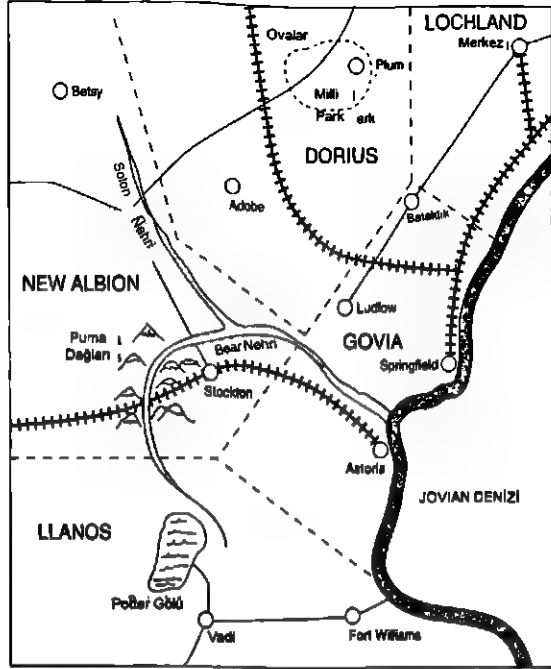 LOCHLAND
Merkez
Ovalar
Plum
Milli
Park
Betsy
DORIUS
Solon
Nehri
Adobe
Bataklık
NEW ALBION
Ludlow
Puma
Dağları
Bear Nehri
GOVIA
Springfield
Stockton
Astoria
JOVIAN DENİZİ
LLANOS
Potter Gölü
Vadi
Fort Williams